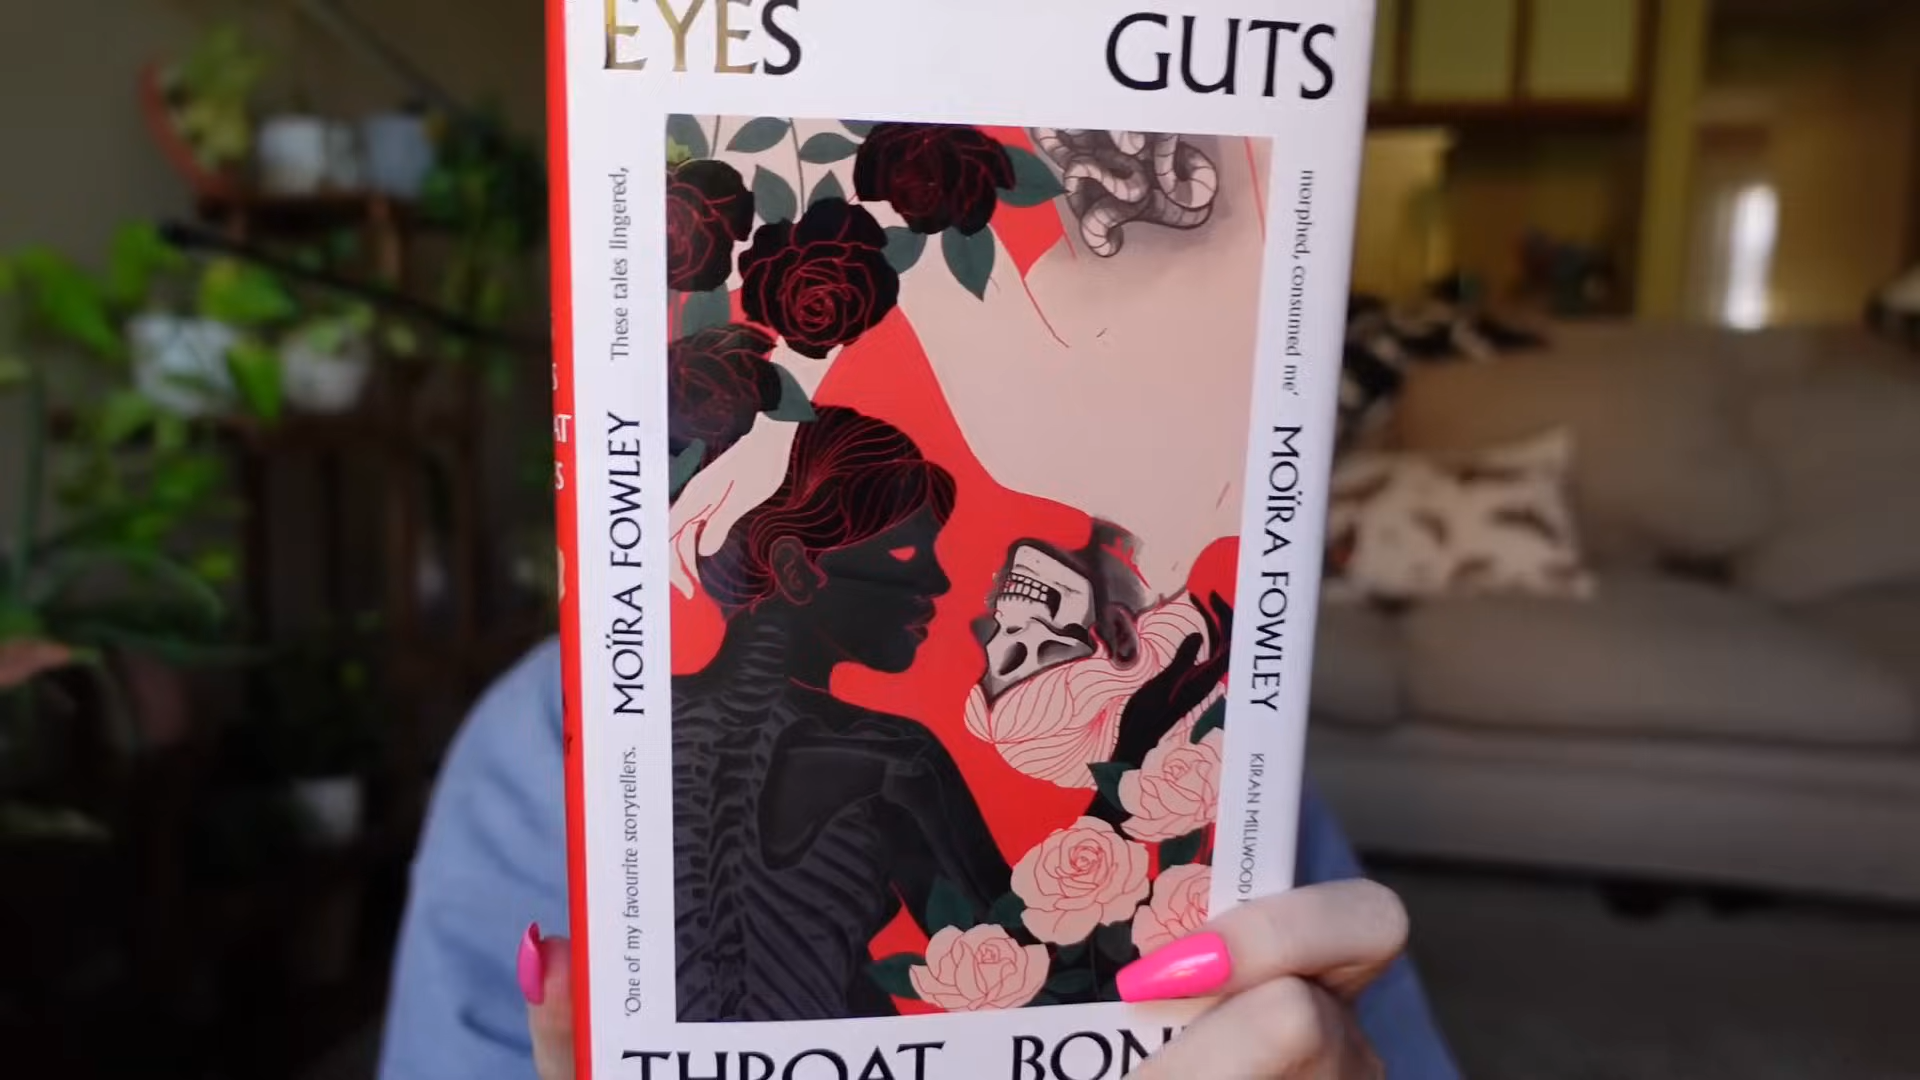 EYES GUTS
'One of my favourite storytellers. These tales lingered,
morphed, consumed me'
MOÏRA FOWLEY
MOÏRA FOWLEY
KIRAN MILLWOOD
THROAT